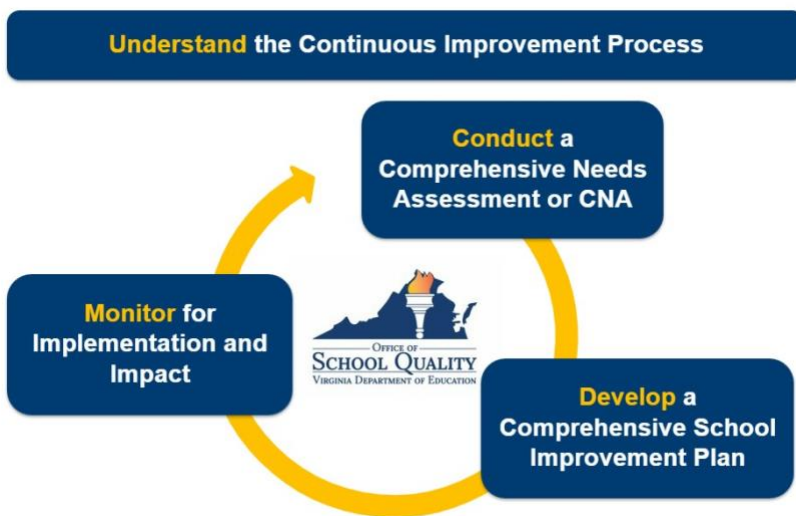 Understand the Continuous Improvement Process
Conduct a
Comprehensive Needs
Assessment or CNA
Monitor for
Implementation and
Impact
OFFICE OF
SCHOOL QUALITY
VIRGINIA DEPARTMENT OF EDUCATION
Develop a
Comprehensive School
Improvement Plan